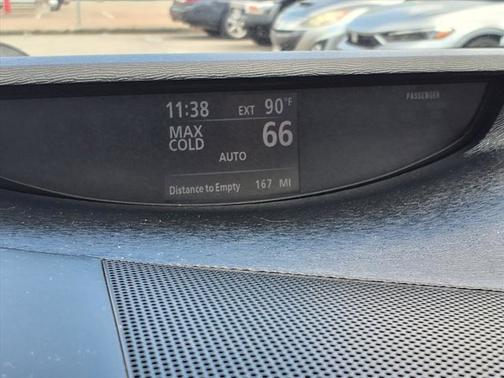 11:38 EXT 90°F
PASSENGER
MAX COLD 66
AUTO
Distance to Empty 167 MI